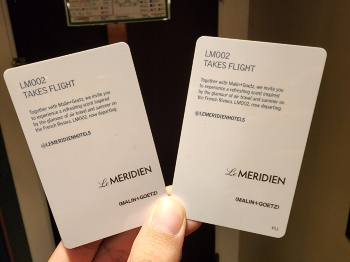 LM002
TAKES FLIGHT
Together with Malin+Goetz, we invite you
to experience a refreshing scent inspired
by the glamour of air travel and summer on
the French Riviera. LM002, now departing.
@LEMERIDIENHOTELS
Le MERIDIEN
(MALIN+GOETZ)
LM002
TAKES FLIGHT
Together with Malin+Goetz, we invite you
to experience a refreshing scent inspired
by the glamour of air travel and summer on
the French Riviera. LM002, now departing.
@LEMERIDIENHOTELS
Le MERIDIEN
(MALIN+GOETZ)